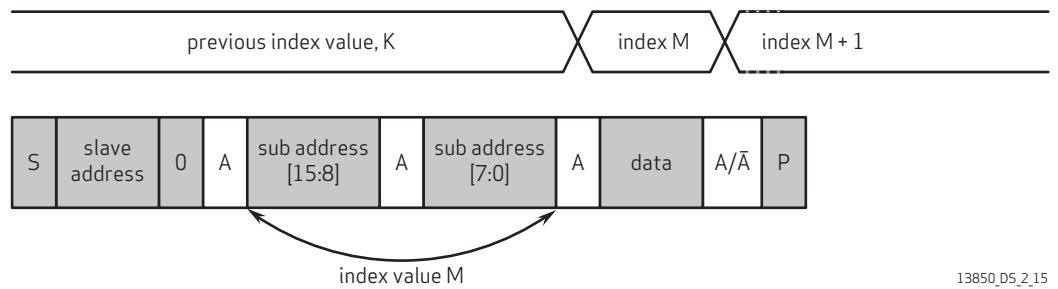 previous index value, K
index M
index M + 1
S
slave
address
0
A
sub address
[15:8]
A
sub address
[7:0]
A
data
A/Ā
P
index value M
13850_DS_2_15